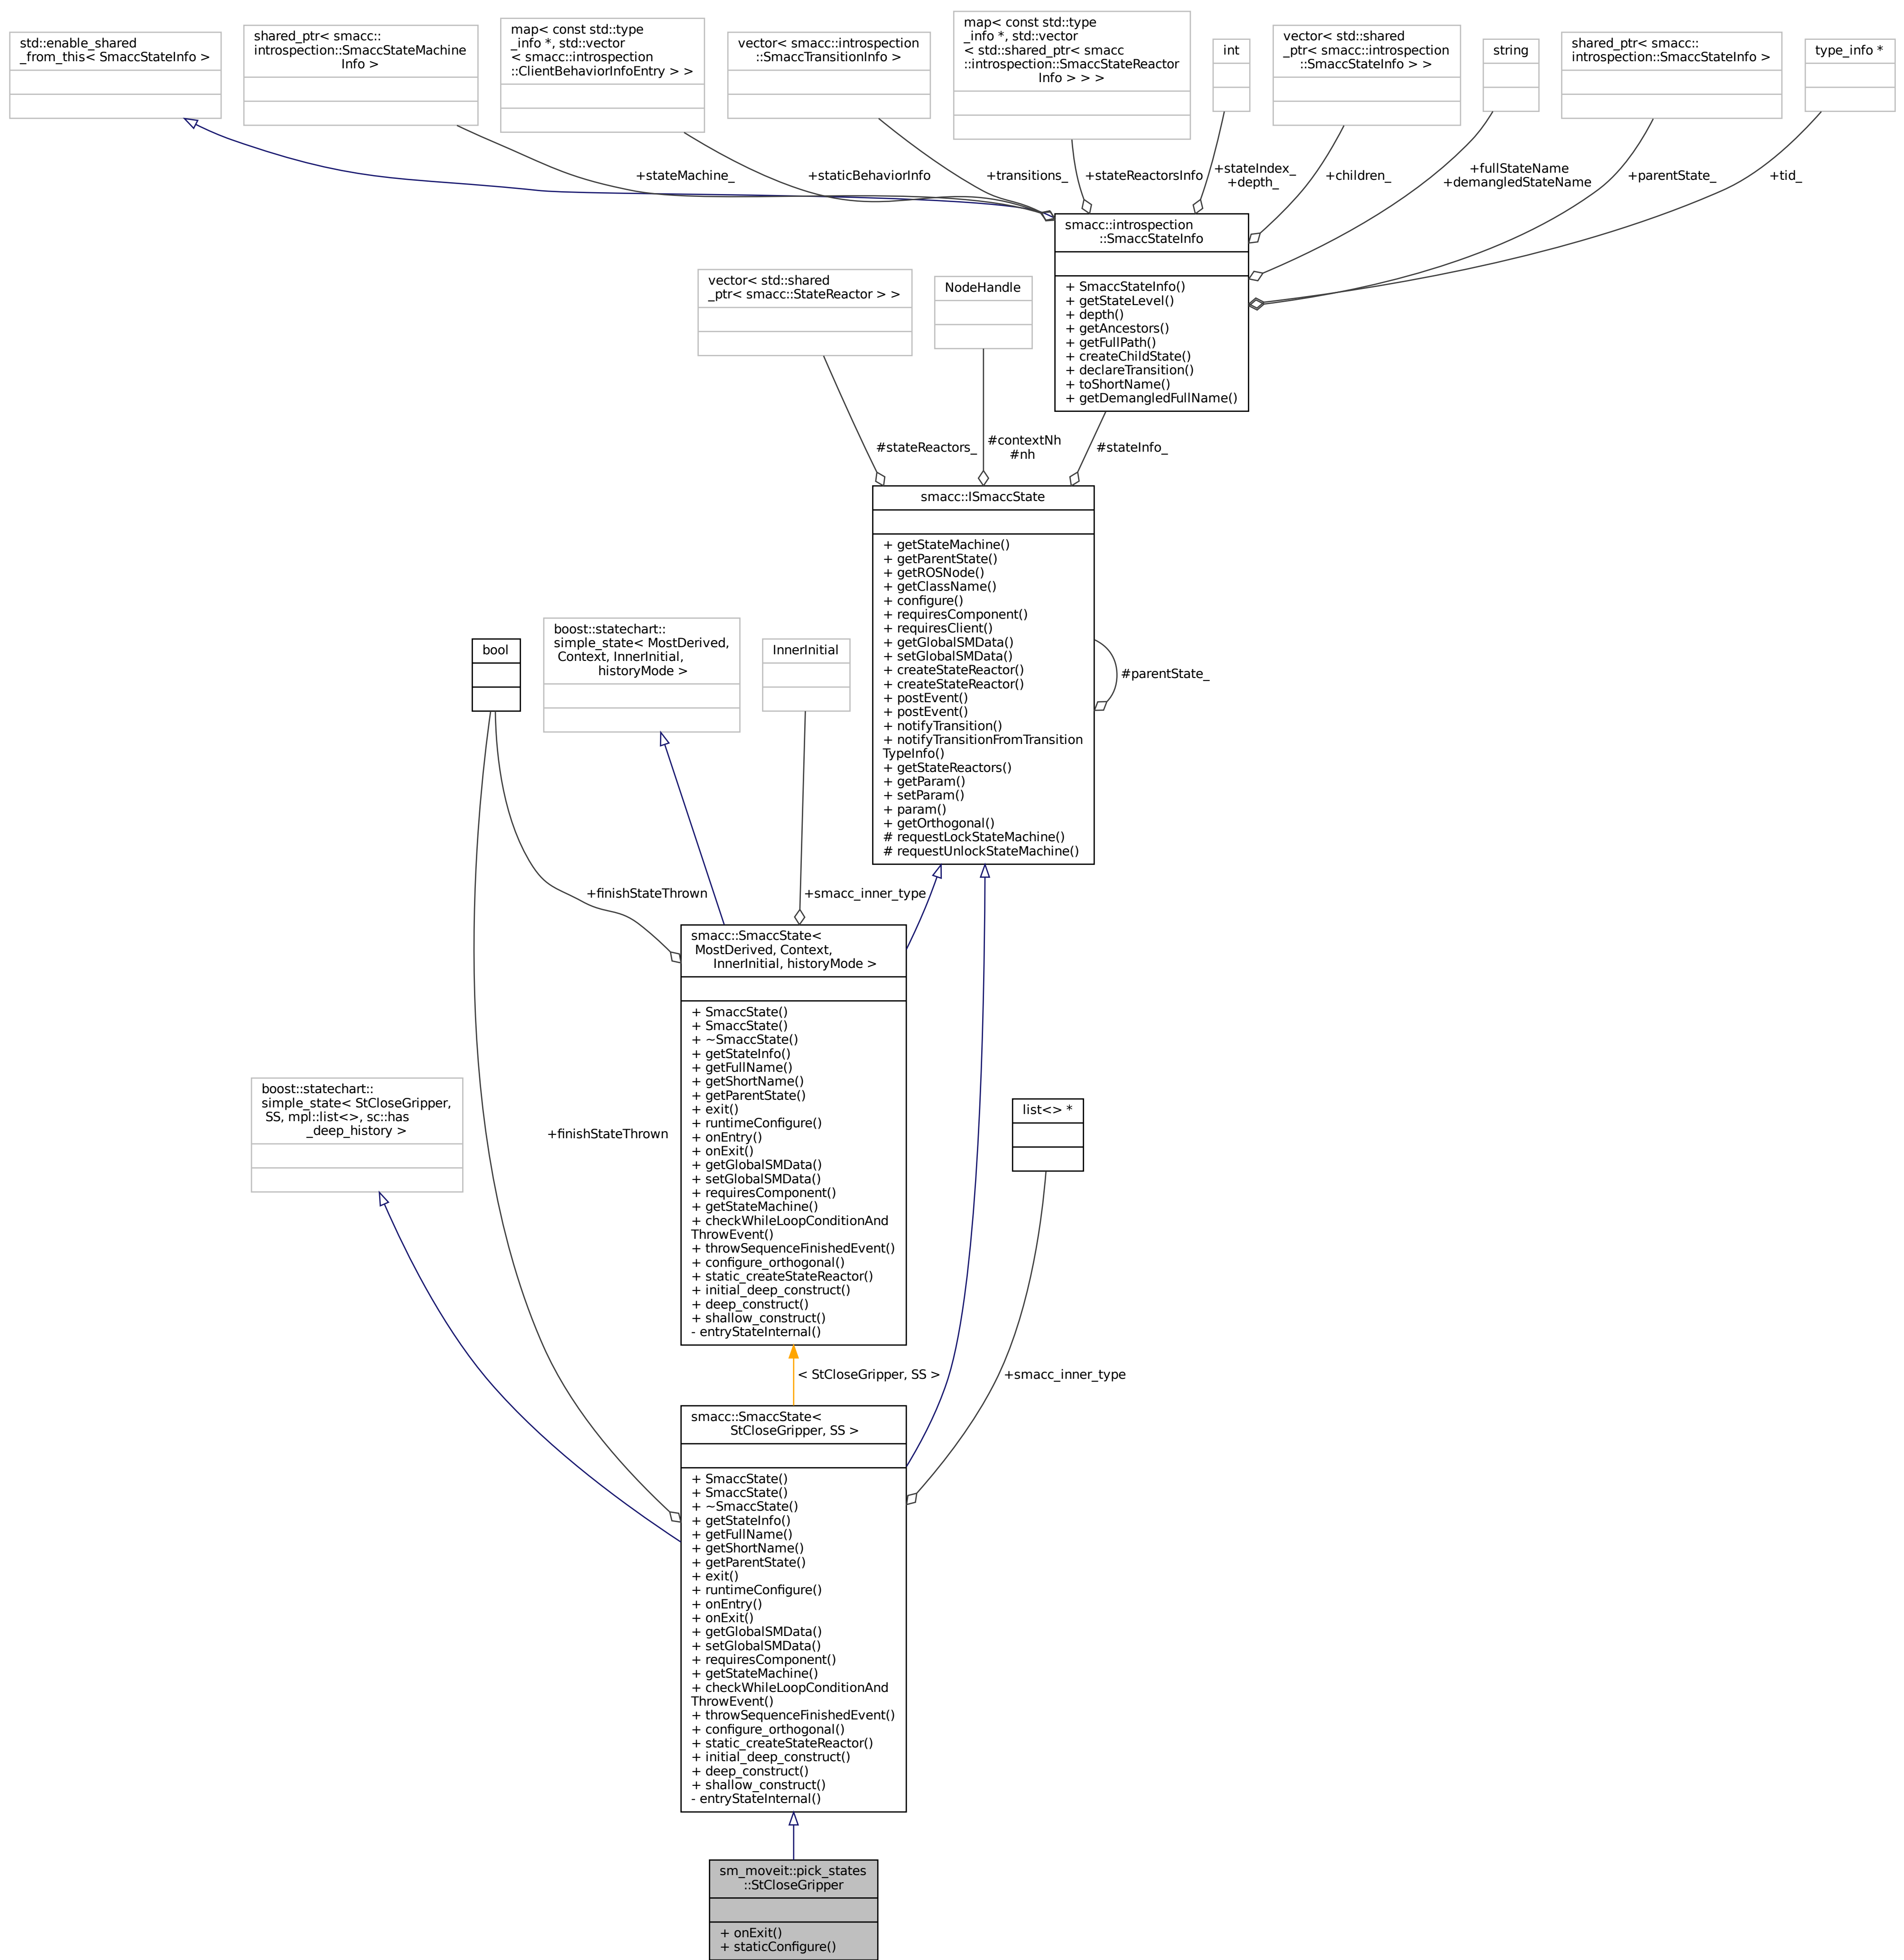 std::enable_shared
_from_this< SmaccStateInfo >
shared_ptr< smacc::
introspection::SmaccStateMachine
Info >
map< const std::type
_info *, std::vector
< smacc::introspection
::ClientBehaviorInfoEntry > >
vector< smacc::introspection
::SmaccTransitionInfo >
map< const std::type
_info *, std::vector
< std::shared_ptr< smacc
::introspection::SmaccStateReactor
Info > > >
int
vector< std::shared
_ptr< smacc::introspection
::SmaccStateInfo > >
string
shared_ptr< smacc::
introspection::SmaccStateInfo >
type_info *
+stateMachine_
+staticBehaviorInfo
+transitions_
+stateReactorsInfo
+stateIndex_
+depth_
+children_
+fullStateName
+demangledStateName
+parentState_
+tid_
smacc::introspection
::SmaccStateInfo
+ SmaccStateInfo()
+ getStateLevel()
+ depth()
+ getAncestors()
+ getFullPath()
+ createChildState()
+ declareTransition()
+ toShortName()
+ getDemangledFullName()
vector< std::shared
_ptr< smacc::StateReactor > >
NodeHandle
#stateReactors_
#contextNh
#nh
#stateInfo_
smacc::ISmaccState
+ getStateMachine()
+ getParentState()
+ getROSNode()
+ getClassName()
+ configure()
+ requiresComponent()
+ requiresClient()
+ getGlobalSMData()
+ setGlobalSMData()
+ createStateReactor()
+ createStateReactor()
+ postEvent()
+ postEvent()
+ notifyTransition()
+ notifyTransitionFromTransition
TypeInfo()
+ getStateReactors()
+ getParam()
+ setParam()
+ param()
+ getOrthogonal()
# requestLockStateMachine()
# requestUnlockStateMachine()
#parentState_
bool
boost::statechart::
simple_state< MostDerived,
Context, InnerInitial,
historyMode >
InnerInitial
+finishStateThrown
+smacc_inner_type
smacc::SmaccState<
MostDerived, Context,
InnerInitial, historyMode >
+ SmaccState()
+ SmaccState()
+ ~SmaccState()
+ getStateInfo()
+ getFullName()
+ getShortName()
+ getParentState()
+ exit()
+ runtimeConfigure()
+ onEntry()
+ onExit()
+ getGlobalSMData()
+ setGlobalSMData()
+ requiresComponent()
+ getStateMachine()
+ checkWhileLoopConditionAnd
ThrowEvent()
+ throwSequenceFinishedEvent()
+ configure_orthogonal()
+ static_createStateReactor()
+ initial_deep_construct()
+ deep_construct()
+ shallow_construct()
- entryStateInternal()
boost::statechart::
simple_state< StCloseGripper,
SS, mpl::list<>, sc::has
_deep_history >
+finishStateThrown
list<> *
< StCloseGripper, SS >
+smacc_inner_type
smacc::SmaccState<
StCloseGripper, SS >
+ SmaccState()
+ SmaccState()
+ ~SmaccState()
+ getStateInfo()
+ getFullName()
+ getShortName()
+ getParentState()
+ exit()
+ runtimeConfigure()
+ onEntry()
+ onExit()
+ getGlobalSMData()
+ setGlobalSMData()
+ requiresComponent()
+ getStateMachine()
+ checkWhileLoopConditionAnd
ThrowEvent()
+ throwSequenceFinishedEvent()
+ configure_orthogonal()
+ static_createStateReactor()
+ initial_deep_construct()
+ deep_construct()
+ shallow_construct()
- entryStateInternal()
sm_moveit::pick_states
::StCloseGripper
+ onExit()
+ staticConfigure()